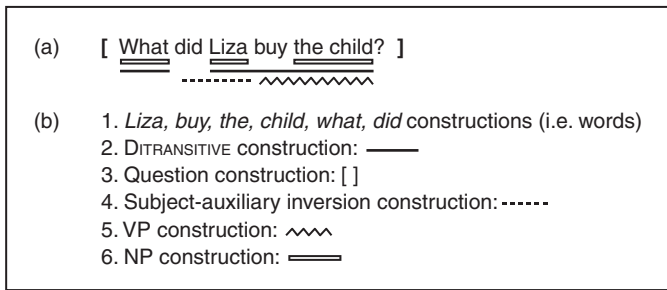 (a) [ What did Liza buy the child? ]
(b) 1. Liza, buy, the, child, what, did constructions (i.e. words)
2. DITRANSITIVE construction:
3. Question construction: [ ]
4. Subject-auxiliary inversion construction:
5. VP construction:
6. NP construction: